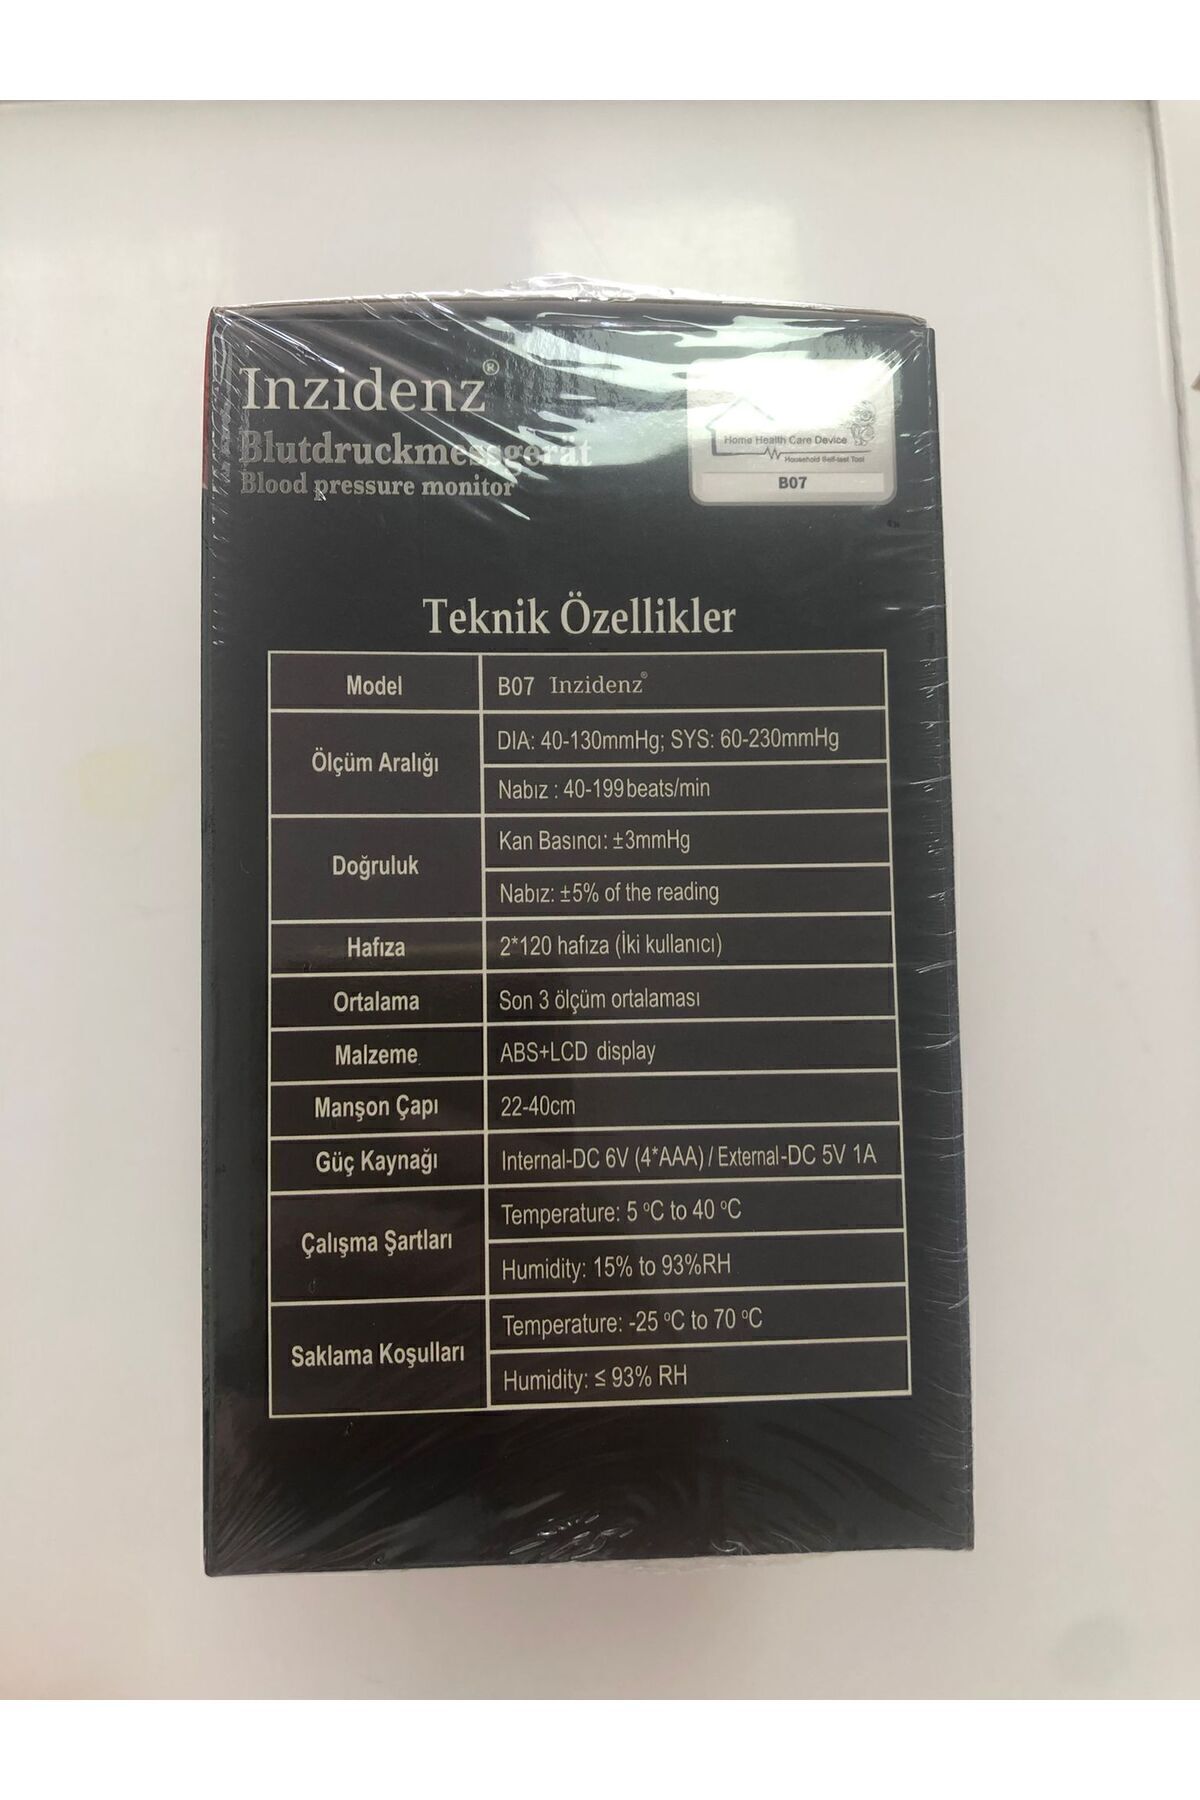 Inzidenz®
Blutdruckmessgerät
Blood pressure monitor
Home Health Care Device
Household Self-test Tool
B07
Teknik Özellikler
Model
B07 Inzidenz®
Ölçüm Aralığı
DIA: 40-130mmHg; SYS: 60-230mmHg
Nabız : 40-199beats/min
Doğruluk
Kan Basıncı: ±3mmHg
Nabız: ±5% of the reading
Hafıza
2*120 hafıza (İki kullanıcı)
Ortalama
Son 3 ölçüm ortalaması
Malzeme
ABS+LCD display
Manşon Çapı
22-40cm
Güç Kaynağı
Internal-DC 6V (4*AAA) / External-DC 5V 1A
Çalışma Şartları
Temperature: 5 °C to 40 °C
Humidity: 15% to 93%RH
Saklama Koşulları
Temperature: -25 °C to 70 °C
Humidity: ≤ 93% RH